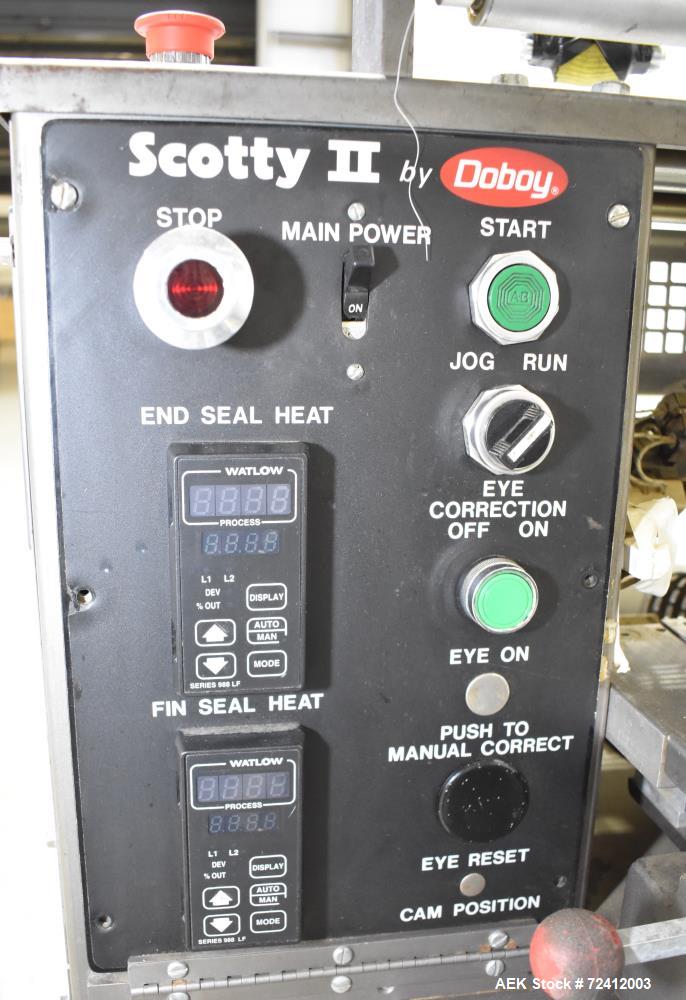 Scotty II by Doboy®
STOP
MAIN POWER
START
ON
AB
JOG RUN
END SEAL HEAT
EYE
CORRECTION
OFF ON
WATLOW
PROCESS
L1 L2
DEV
% OUT
DISPLAY
AUTO
MAN
MODE
SERIES 988 LF
EYE ON
FIN SEAL HEAT
PUSH TO
MANUAL CORRECT
WATLOW
PROCESS
L1 L2
DEV
% OUT
DISPLAY
AUTO
MAN
MODE
SERIES 988 LF
EYE RESET
CAM POSITION
AEK Stock #72412003